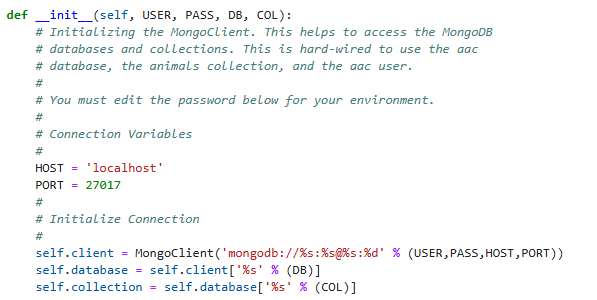 def __init__(self, USER, PASS, DB, COL):
    # Initializing the MongoClient. This helps to access the MongoDB
    # databases and collections. This is hard-wired to use the aac
    # database, the animals collection, and the aac user.
    #
    # You must edit the password below for your environment.
    #
    # Connection Variables
    #
    HOST = 'localhost'
    PORT = 27017
    #
    # Initialize Connection
    #
    self.client = MongoClient('mongodb://%s:%s@%s:%d' % (USER,PASS,HOST,PORT))
    self.database = self.client['%s' % (DB)]
    self.collection = self.database['%s' % (COL)]